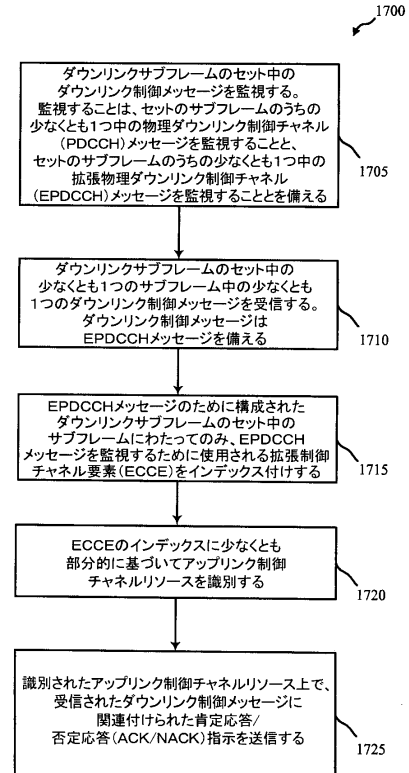 1700
ダウンリンクサブフレームのセット中の
ダウンリンク制御メッセージを監視する。
監視することは、セットのサブフレームのうちの
少なくとも1つ中の物理ダウンリンク制御チャネル
(PDCCH)メッセージを監視することと、
セットのサブフレームのうちの少なくとも1つ中の
拡張物理ダウンリンク制御チャネル
(EPDCCH)メッセージを監視することとを備える
1705
ダウンリンクサブフレームのセット中の
少なくとも1つのサブフレーム中の少なくとも
1つのダウンリンク制御メッセージを受信する。
ダウンリンク制御メッセージは
EPDCCHメッセージを備える
1710
EPDCCHメッセージのために構成された
ダウンリンクサブフレームのセット中の
サブフレームにわたってのみ、EPDCCH
メッセージを監視するために使用される拡張制御
チャネル要素(ECCE)をインデックス付けする
1715
ECCEのインデックスに少なくとも
部分的に基づいてアップリンク制御
チャネルリソースを識別する
1720
識別されたアップリンク制御チャネルリソース上で、
受信されたダウンリンク制御メッセージに
関連付けられた肯定応答/
否定応答(ACK/NACK)指示を送信する
1725